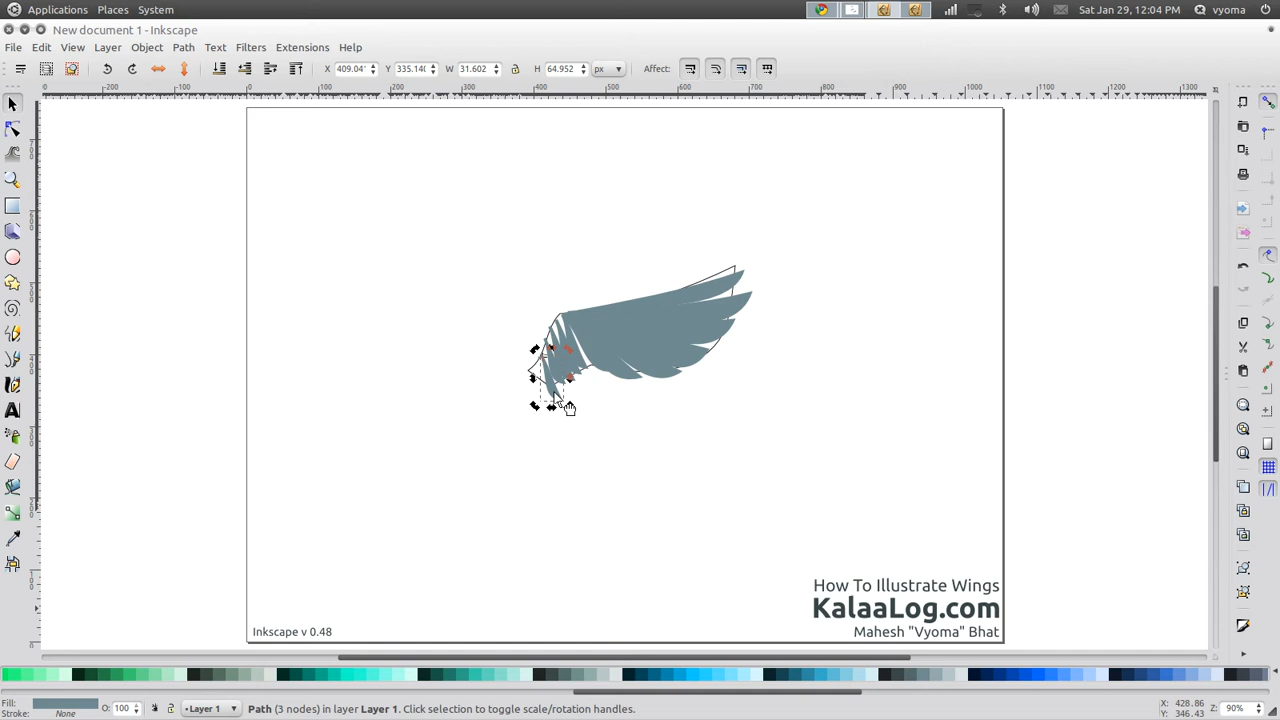 Applications Places System
Sat Jan 29, 12:04 PM vyoma
New document 1 - Inkscape
File Edit View Layer Object Path Text Filters Extensions Help
X 409.04 Y 335.140 W 31.602 H 64.952 px Affect:
How To Illustrate Wings
KalaaLog.com
Inkscape v 0.48
Mahesh "Vyoma" Bhat
Fill:
Stroke: None
O: 100
Layer 1
Path (3 nodes) in layer Layer 1. Click selection to toggle scale/rotation handles.
X: 428.86
Y: 346.43
Z: 90%